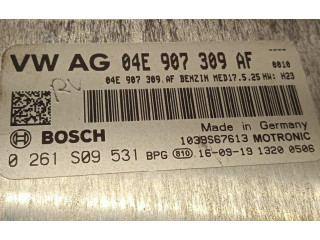 VW AG 04E 907 309 AF 0010
04E 907 309.AF BENZIN MED17.5.25 HW: H23
RV
Made in Germany
BOSCH 1039S67613 MOTRONIC
0 261 S09 531 BPG 810 16-09-19 1320 0506